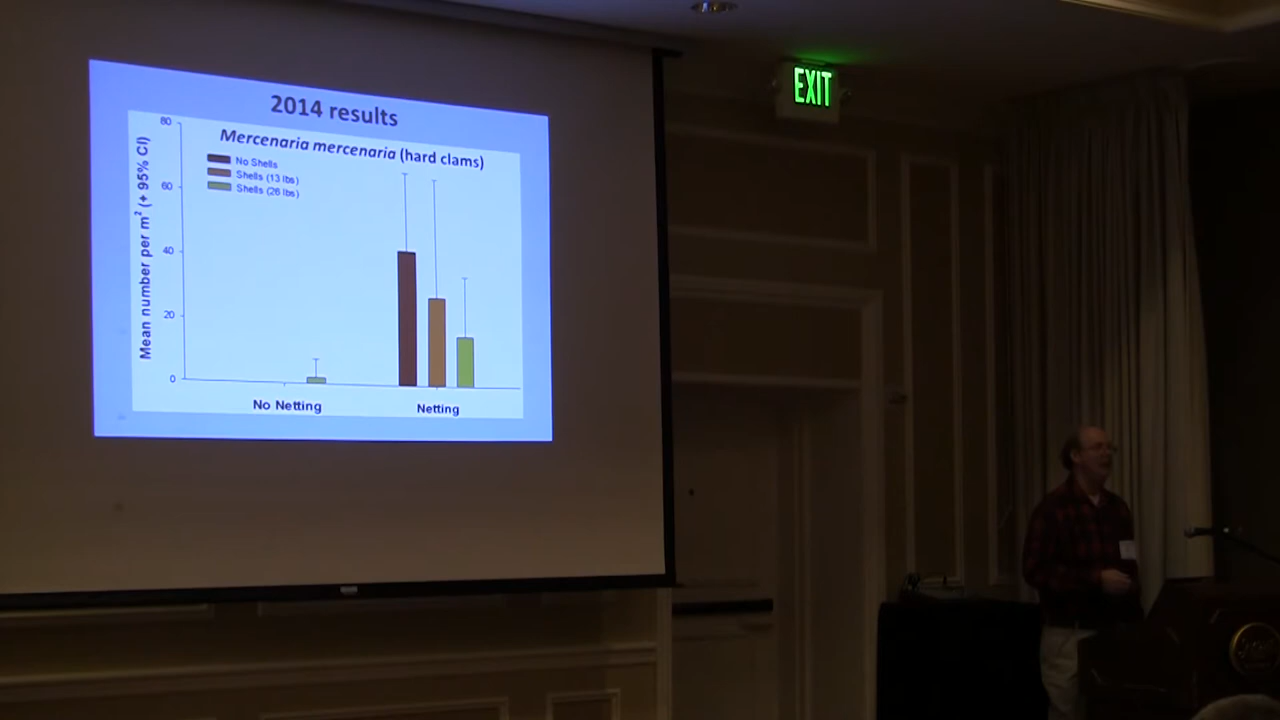 2014 results
Mercenaria mercenaria (hard clams)
No Shells
Shells (13 lbs)
Shells (26 lbs)
Mean number per m² (+ 95% CI)
80
60
40
20
0
No Netting
Netting
EXIT